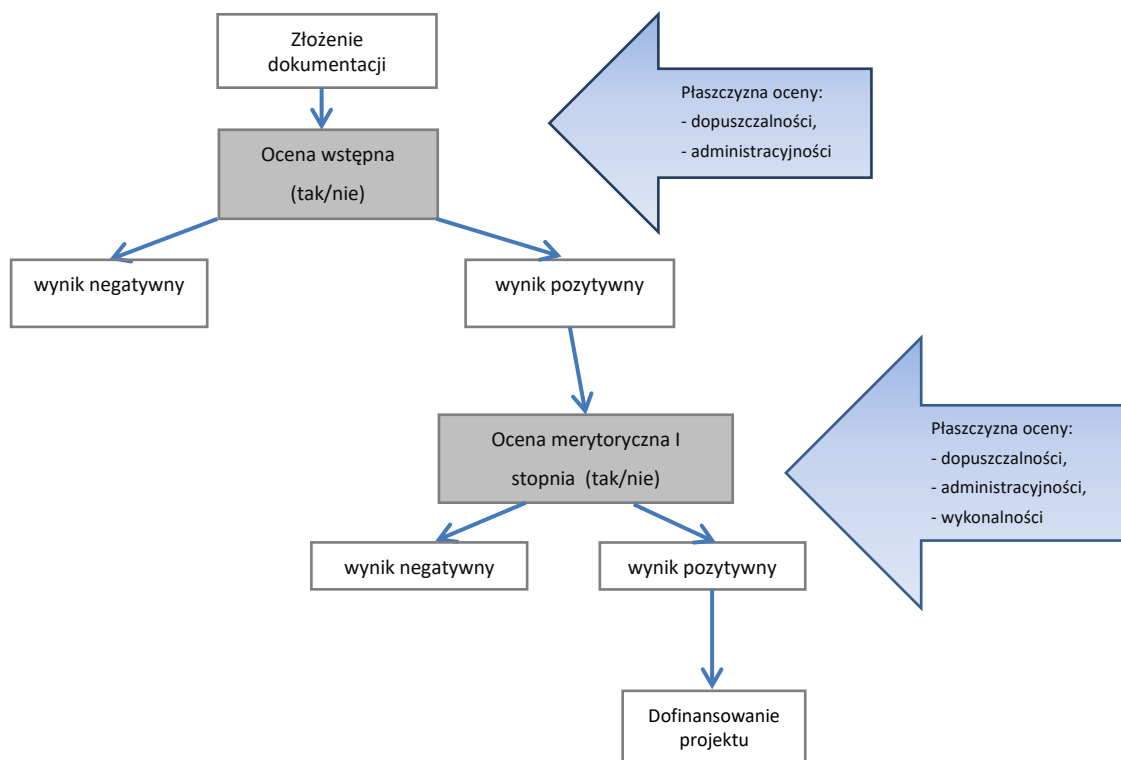 Złożenie
dokumentacji
Płaszczyzna oceny:
- dopuszczalności,
- administracyjności
Ocena wstępna
(tak/nie)
wynik negatywny
wynik pozytywny
Ocena merytoryczna I
stopnia (tak/nie)
Płaszczyzna oceny:
- dopuszczalności,
- administracyjności,
- wykonalności
wynik negatywny
wynik pozytywny
Dofinansowanie
projektu